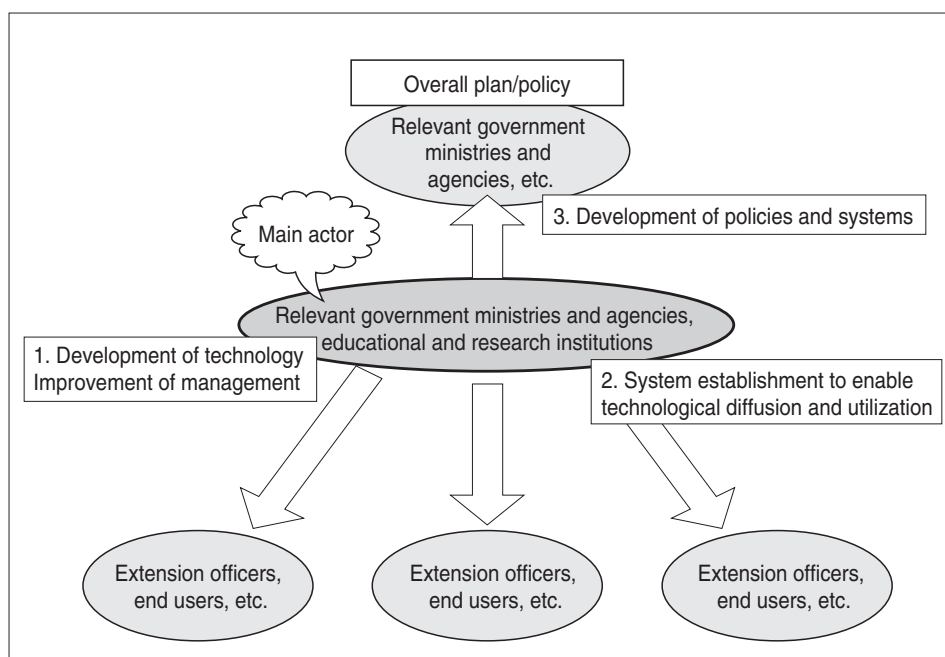 Overall plan/policy
Relevant government
ministries and
agencies, etc.
3. Development of policies and systems
Main actor
Relevant government ministries and agencies,
educational and research institutions
1. Development of technology
Improvement of management
2. System establishment to enable
technological diffusion and utilization
Extension officers,
end users, etc.
Extension officers,
end users, etc.
Extension officers,
end users, etc.